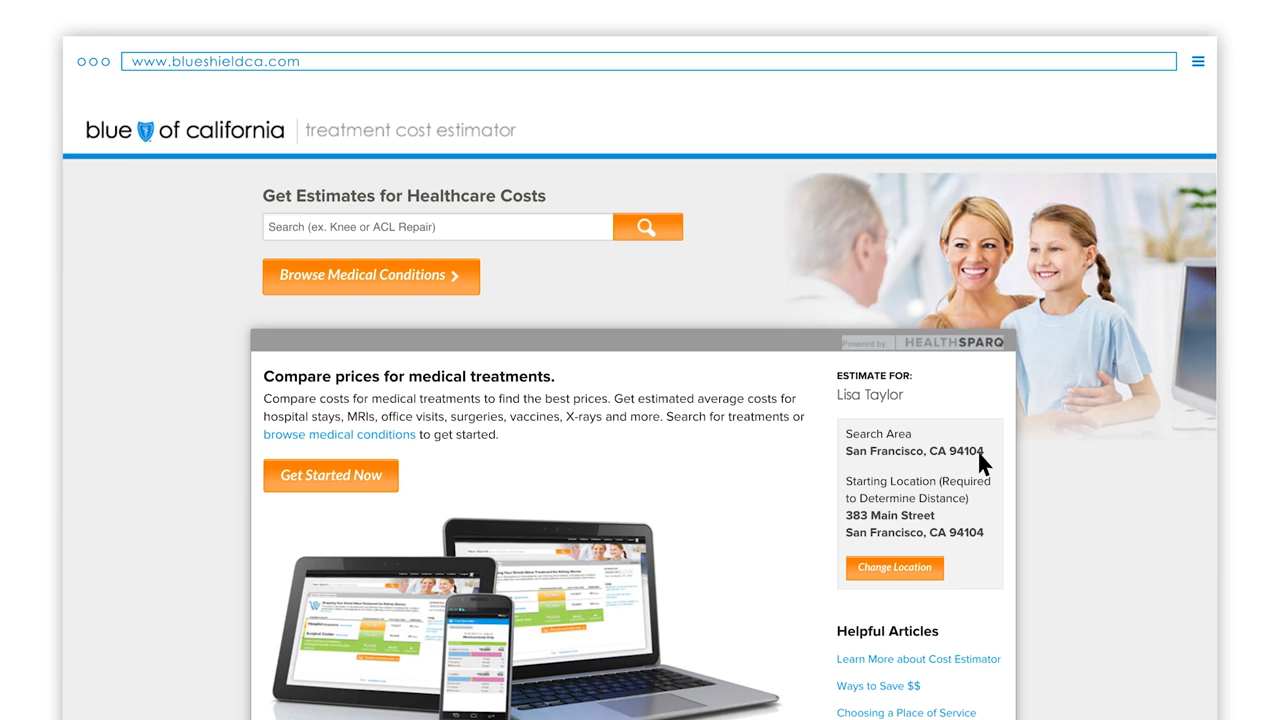 www.blueshieldca.com
blue of california treatment cost estimator
Get Estimates for Healthcare Costs
Search (ex. Knee or ACL Repair)
Browse Medical Conditions
Powered by HEALTHSPARQ
Compare prices for medical treatments.
Compare costs for medical treatments to find the best prices. Get estimated average costs for
hospital stays, MRIs, office visits, surgeries, vaccines, X-rays and more. Search for treatments or
browse medical conditions to get started.
Get Started Now
ESTIMATE FOR:
Lisa Taylor
Search Area
San Francisco, CA 94104
Starting Location (Required
to Determine Distance)
383 Main Street
San Francisco, CA 94104
Change Location
Helpful Articles
Learn More about Cost Estimator
Ways to Save $$
Choosing a Place of Service